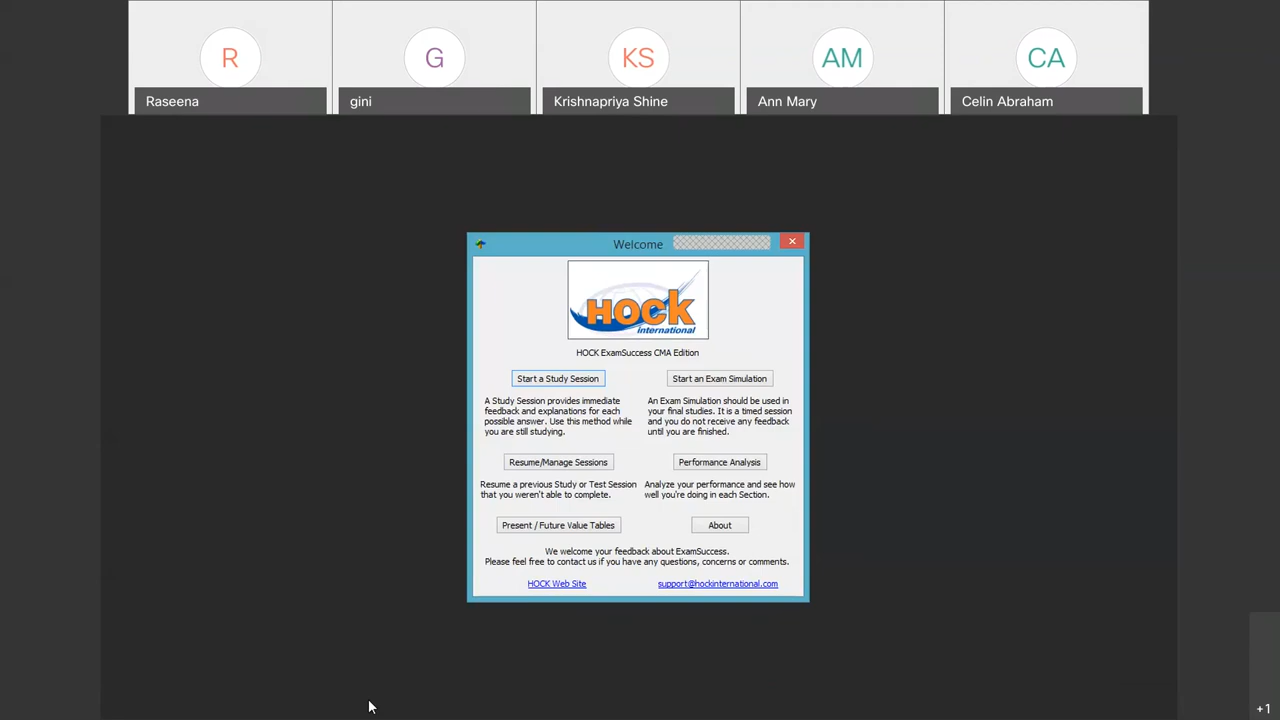 R
G
KS
AM
CA
Raseena
gini
Krishnapriya Shine
Ann Mary
Celin Abraham
Welcome
HOCK
international
HOCK ExamSuccess CMA Edition
Start a Study Session
Start an Exam Simulation
A Study Session provides immediate
feedback and explanations for each
possible answer. Use this method while
you are still studying.
An Exam Simulation should be used in
your final studies. It is a timed session
and you do not receive any feedback
until you are finished.
Resume/Manage Sessions
Performance Analysis
Resume a previous Study or Test Session
that you weren't able to complete.
Analyze your performance and see how
well you're doing in each Section.
Present / Future Value Tables
About
We welcome your feedback about ExamSuccess.
Please feel free to contact us if you have any questions, concerns or comments.
HOCK Web Site
support@hockinternational.com
+1